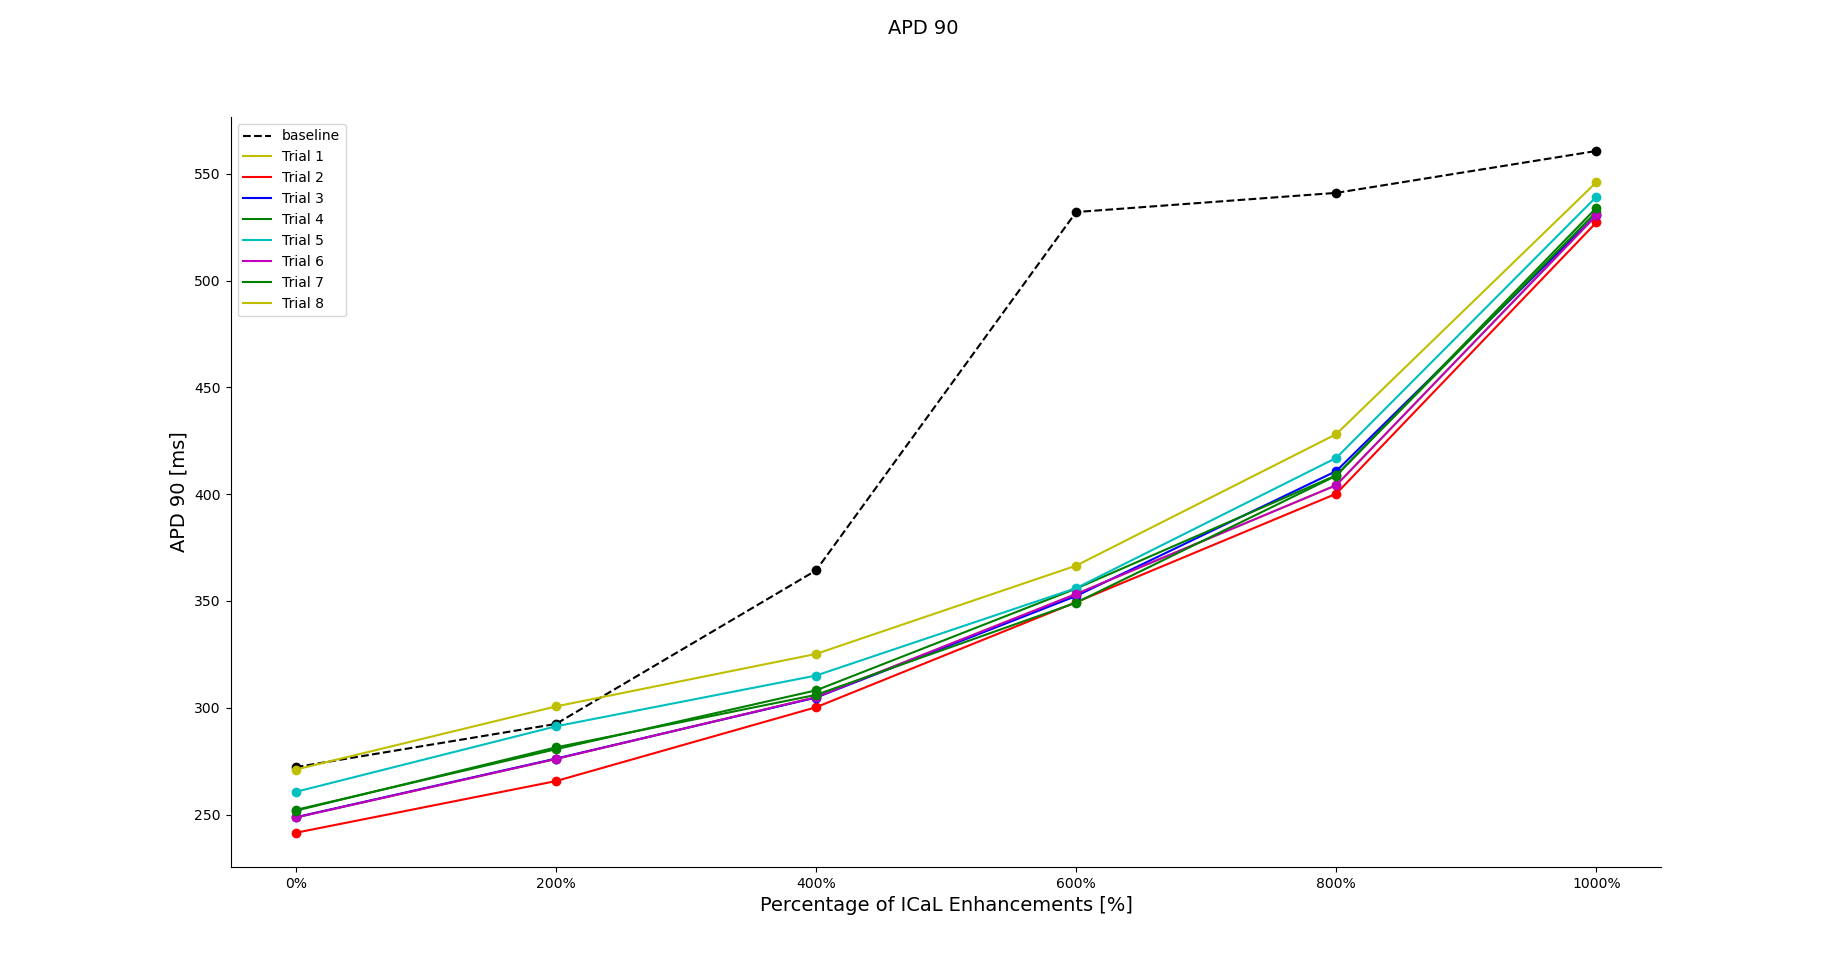 APD 90
baseline
Trial 1
Trial 2
Trial 3
Trial 4
Trial 5
Trial 6
Trial 7
Trial 8
550
500
450
400
350
300
250
APD 90 [ms]
0% 200% 400% 600% 800% 1000%
Percentage of ICaL Enhancements [%]